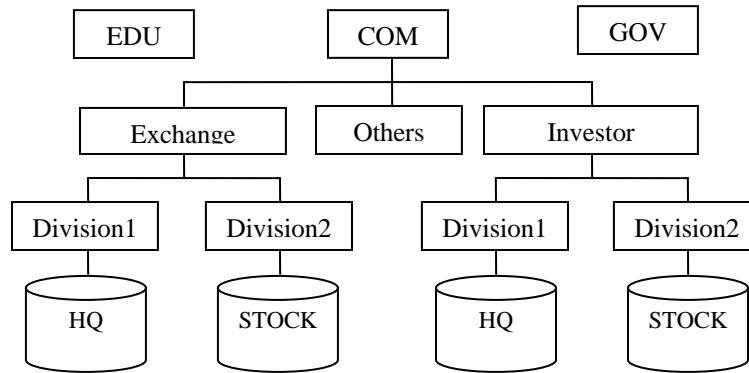 EDU
COM
GOV
Exchange
Others
Investor
Division1
Division2
Division1
Division2
HQ
STOCK
HQ
STOCK